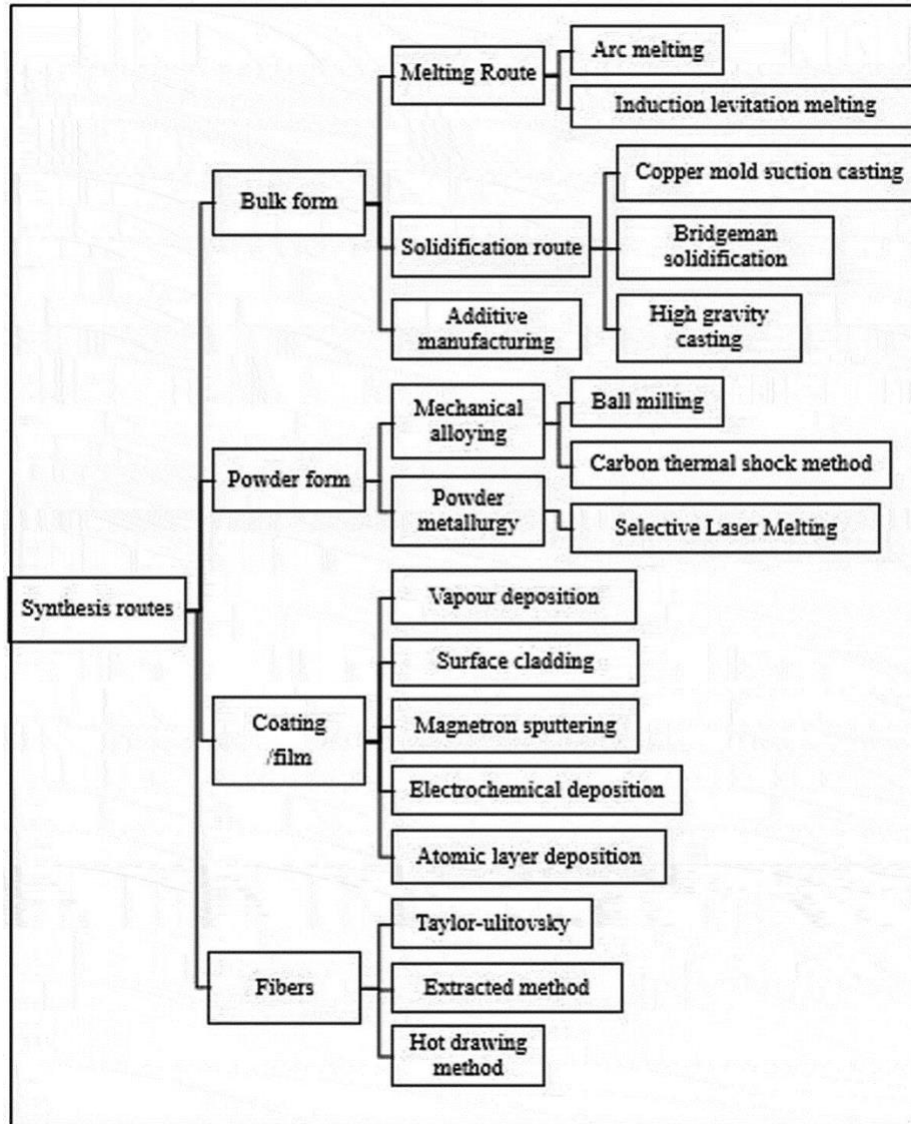 Synthesis routes
Bulk form
Melting Route
Arc melting
Induction levitation melting
Solidification route
Copper mold suction casting
Bridgeman
solidification
High gravity
casting
Additive
manufacturing
Powder form
Mechanical
alloying
Ball milling
Carbon thermal shock method
Powder
metallurgy
Selective Laser Melting
Coating
/film
Vapour deposition
Surface cladding
Magnetron sputtering
Electrochemical deposition
Atomic layer deposition
Fibers
Taylor-ulitovsky
Extracted method
Hot drawing
method